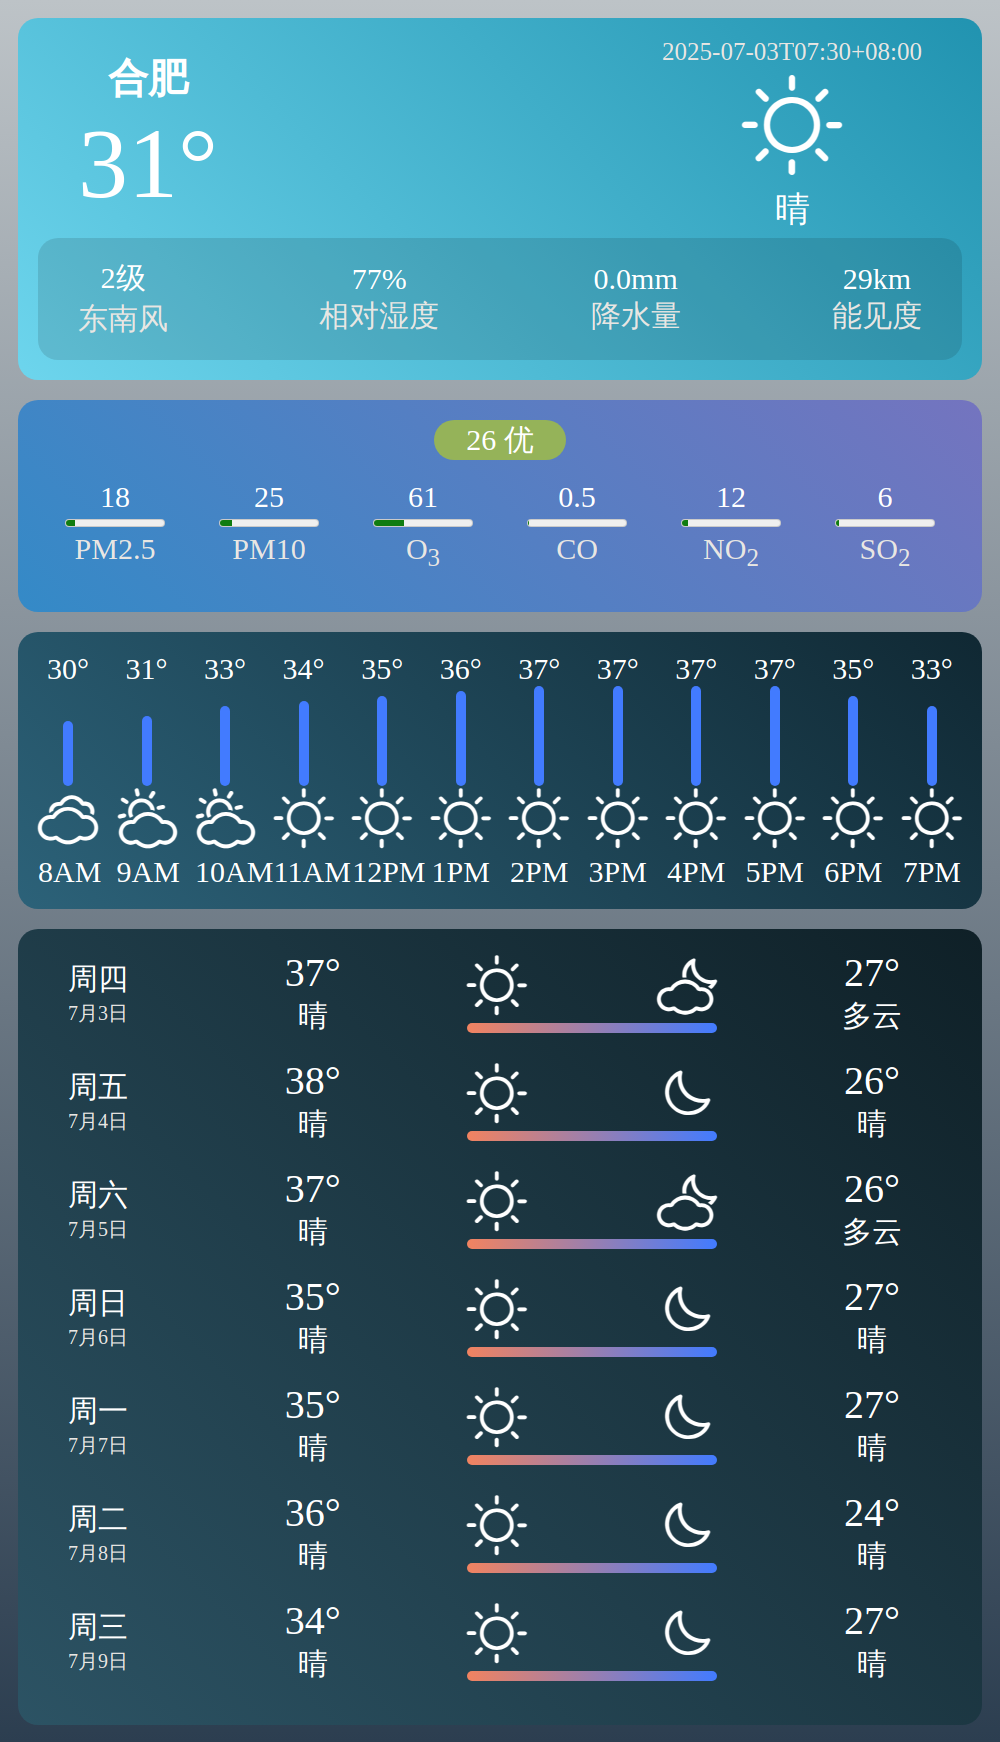 合肥
31°
2025-07-03T07:30+08:00
晴
2级 77% 0.0mm 29km
东南风 相对湿度 降水量 能见度
26 优
18 25 61 0.5 12 6
PM2.5 PM10 O₃ CO NO₂ SO₂
30° 31° 33° 34° 35° 36° 37° 37° 37° 37° 35° 33°
8AM 9AM 10AM 11AM 12PM 1PM 2PM 3PM 4PM 5PM 6PM 7PM
周四 37° 27°
7月3日 晴 多云
周五 38° 26°
7月4日 晴 晴
周六 37° 26°
7月5日 晴 多云
周日 35° 27°
7月6日 晴 晴
周一 35° 27°
7月7日 晴 晴
周二 36° 24°
7月8日 晴 晴
周三 34° 27°
7月9日 晴 晴